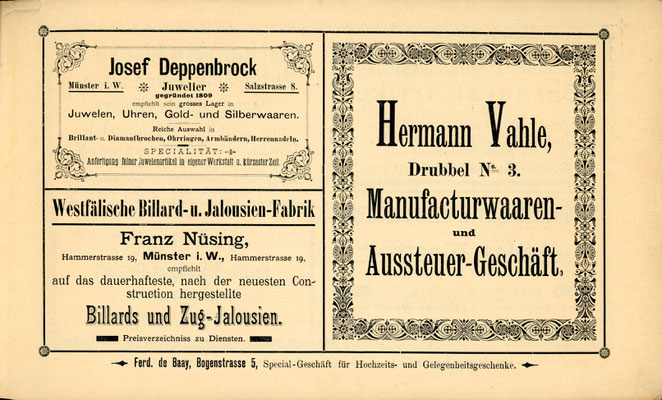 Josef Deppenbrock
Münster i. W. Juwelier Salzstrasse 8.
gegründet 1809
empfiehlt sein grosses Lager in
Juwelen, Uhren, Gold- und Silberwaaren.
Reiche Auswahl in
Brillant- u. Diamantbrochen, Ohrringen, Armbändern, Herrennadeln.
SPECIALITÄT:
Anfertigung feiner Juwelenartikel in eigener Werkstatt u. kürzester Zeit.
Westfälische Billard- u. Jalousien-Fabrik
Franz Nüsing,
Hammerstrasse 19, Münster i. W., Hammerstrasse 19,
empfiehlt
auf das dauerhafteste, nach der neuesten Con-
struction hergestellte
Billards und Zug-Jalousien.
Preisverzeichniss zu Diensten.
Hermann Vahle,
Drubbel No. 3.
Manufacturwaaren-
und
Aussteuer-Geschäft,
Ferd. de Baay, Bogenstrasse 5, Special-Geschäft für Hochzeits- und Gelegenheitsgeschenke.